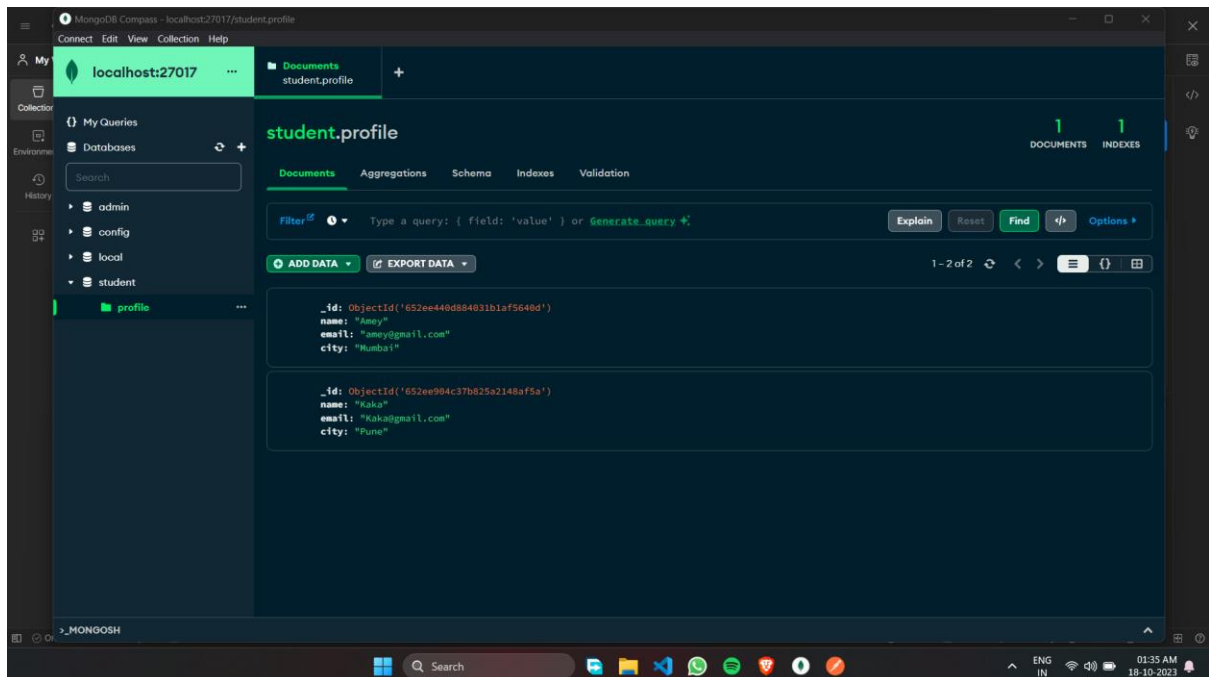 MongoDB Compass - localhost:27017/student.profile
Connect Edit View Collection Help
My
localhost:27017 ...
Documents
student.profile
+
Collection
{} My Queries
Databases
Environme
Search
History
admin
config
local
student
profile ...
student.profile
1 DOCUMENTS
1 INDEXES
Documents Aggregations Schema Indexes Validation
Filter Type a query: { field: 'value' } or Generate query Explain Reset Find </> Options
ADD DATA EXPORT DATA 1-2 of 2 {}
_id: ObjectId('652ee440d884031b1af5640d')
name: "Amey"
email: "amey@gmail.com"
city: "Mumbai"
_id: ObjectId('652ee904c37b825a2148af5a')
name: "Kaka"
email: "Kaka@gmail.com"
city: "Pune"
>_MONGOSH
Search
ENG
IN
01:35 AM
18-10-2023